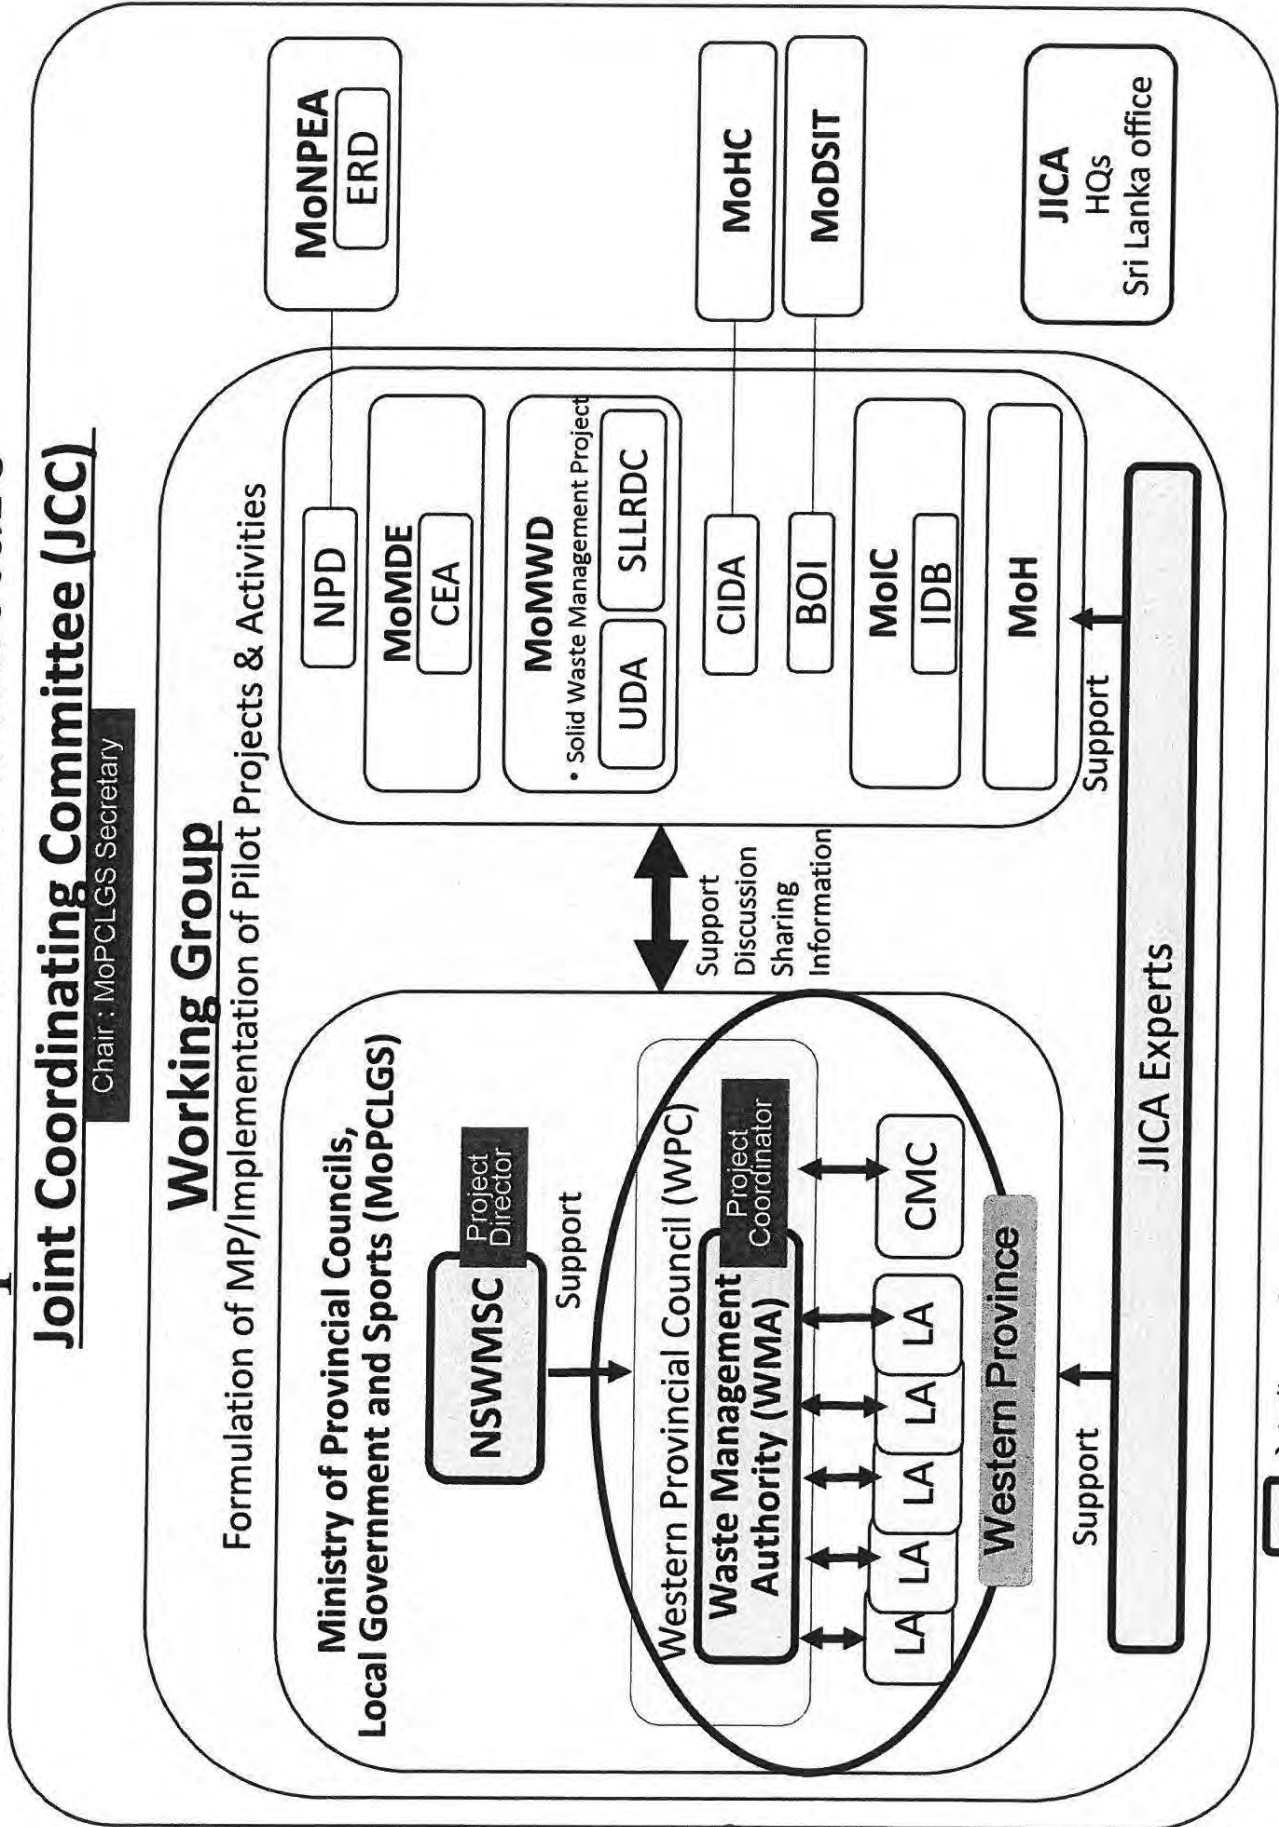 Joint Coordinating Committee (JCC)
Chair : MoPCLGS Secretary
Working Group
Formulation of MP/Implementation of Pilot Projects & Activities
Ministry of Provincial Councils,
Local Government and Sports (MoPCLGS)
NSWMSC
Project
Director
Support
Western Provincial Council (WPC)
Waste Management
Authority (WMA)
Project
Coordinator
LA
LA
LA
LA
LA
CMC
Western Province
Support
Discussion
Sharing
Information
NPD
MoMDE
CEA
MoMWD
• Solid Waste Management Project
UDA
SLLRDC
CIDA
BOI
MoIC
IDB
MoH
MoNPEA
ERD
MoHC
MoDSIT
JICA
HQs
Sri Lanka office
Support
Support
JICA Experts